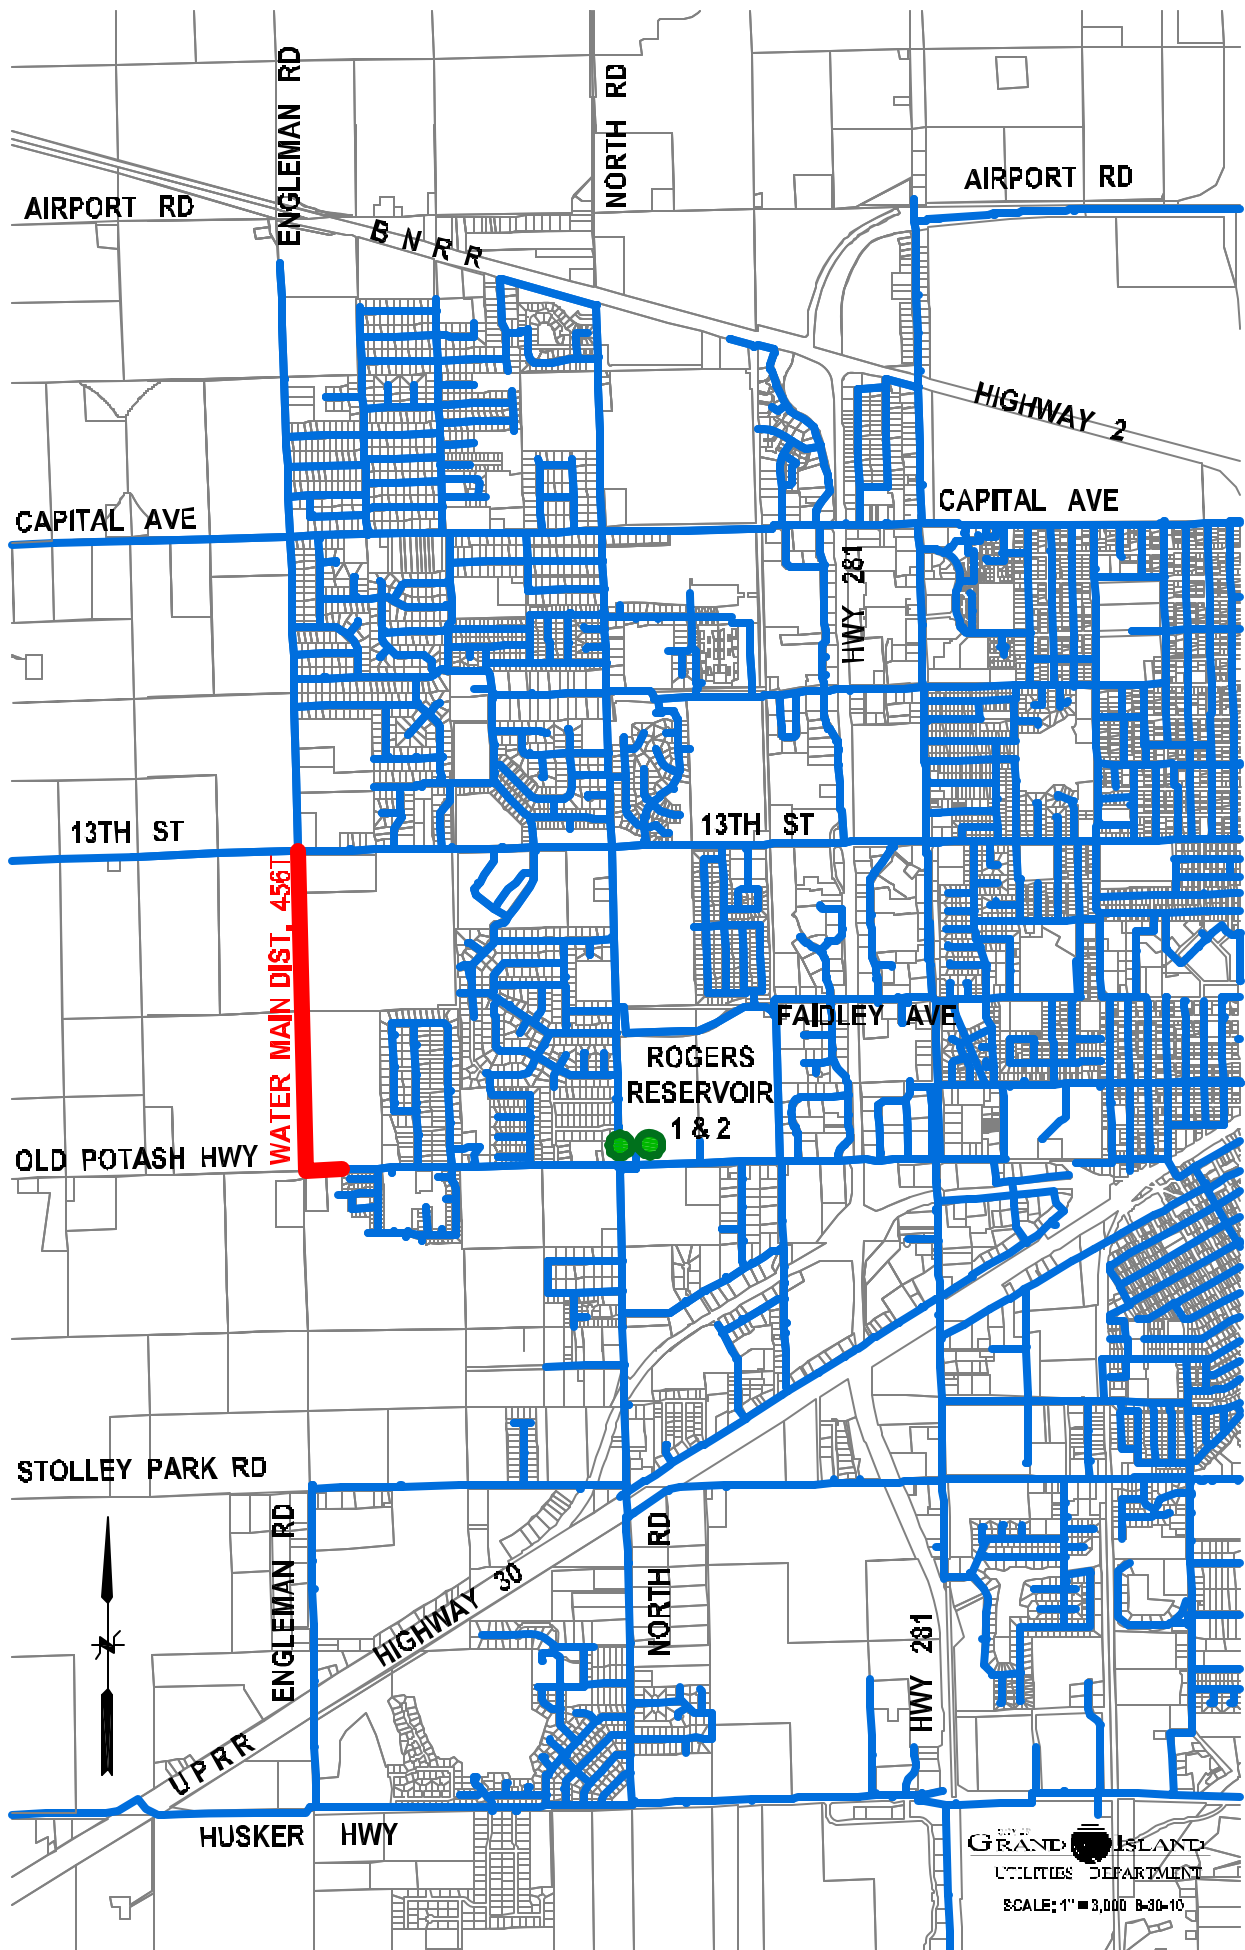 ENGLEMAN RD
NORTH RD
AIRPORT RD
AIRPORT RD
BNRR
HIGHWAY 2
CAPITAL AVE
CAPITAL AVE
HWY 281
13TH ST
13TH ST
WATER MAIN DIST. 456T
FAIDLEY AVE
ROGERS
RESERVOIR
1 & 2
OLD POTASH HWY
STOLLEY PARK RD
ENGLEMAN RD
HIGHWAY 30
NORTH RD
HWY 281
N
UPRR
HUSKER HWY
CITY OF
GRAND ISLAND
UTILITIES DEPARTMENT
SCALE: 1" = 3,000 8-30-10